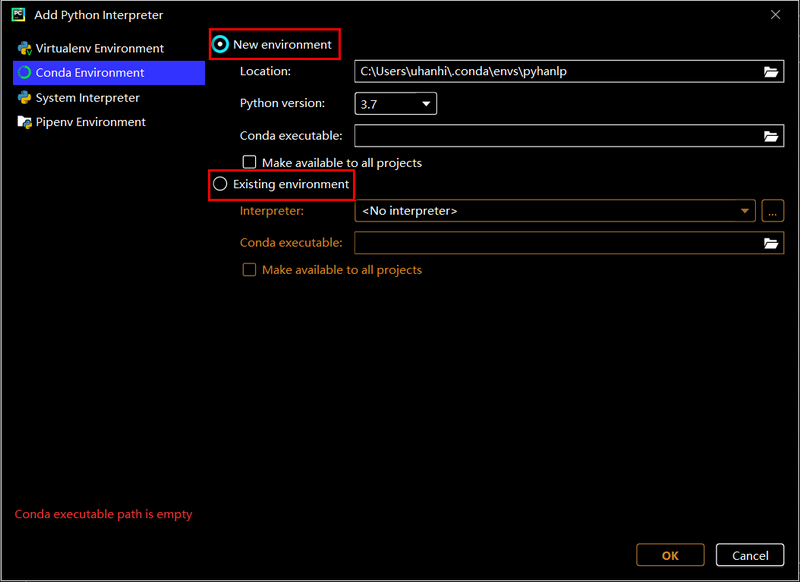 Add Python Interpreter
Virtualenv Environment
Conda Environment
System Interpreter
Pipenv Environment
New environment
Location: C:\Users\uhanhi\.conda\envs\pyhanlp
Python version: 3.7
Conda executable:
Make available to all projects
Existing environment
Interpreter: <No interpreter> ...
Conda executable:
Make available to all projects
Conda executable path is empty
OK Cancel